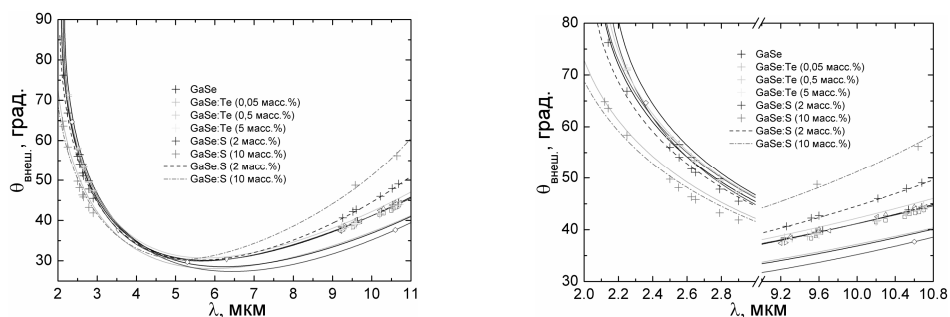 90
80
70
60
50
40
30
20
θвнеш., град.
GaSe
GaSe:Te (0,05 масс.%)
GaSe:Te (0,5 масс.%)
GaSe:Te (5 масс.%)
GaSe:S (2 масс.%)
GaSe:S (10 масс.%)
GaSe:S (2 масс.%)
GaSe:S (10 масс.%)
2 3 4 5 6 7 8 9 10 11
λ, мкм
80
70
60
50
40
30
θвнеш., град.
GaSe
GaSe:Te (0,05 масс.%)
GaSe:Te (0,5 масс.%)
GaSe:Te (5 масс.%)
GaSe:S (2 масс.%)
GaSe:S (10 масс.%)
GaSe:S (2 масс.%)
GaSe:S (10 масс.%)
2.0 2.2 2.4 2.6 2.8 9.2 9.6 10.0 10.4 10.8
λ, мкм